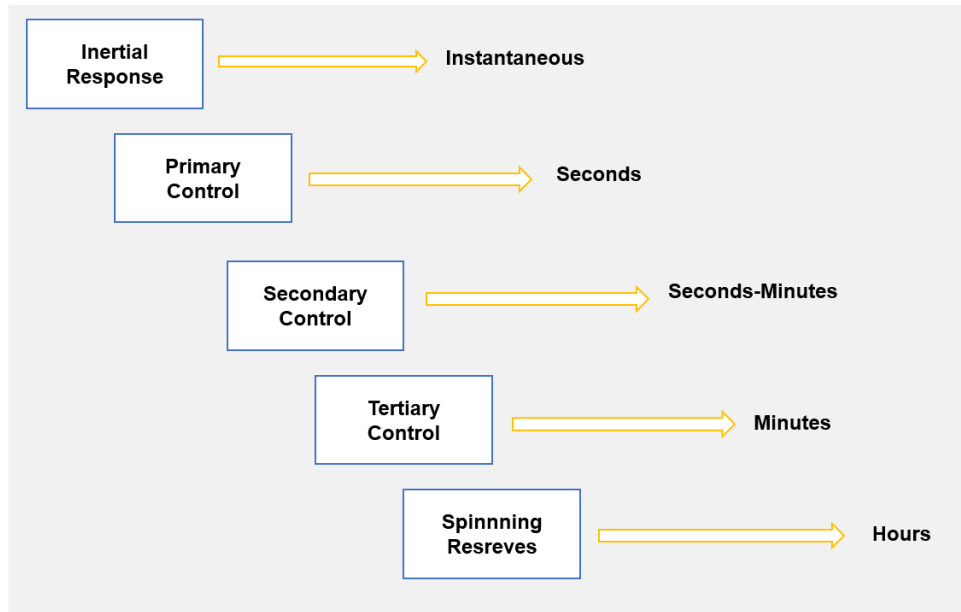 Inertial
Response
Instantaneous
Primary
Control
Seconds
Secondary
Control
Seconds-Minutes
Tertiary
Control
Minutes
Spinnning
Resreves
Hours